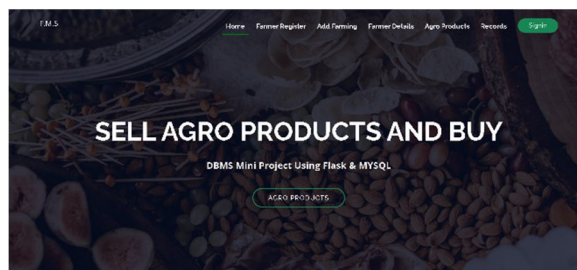 F.M.S
Home Farmer Register Add Farming Farmer Details Agro Products Records Signin
SELL AGRO PRODUCTS AND BUY
DBMS Mini Project Using Flask & MYSQL
AGRO PRODUCTS